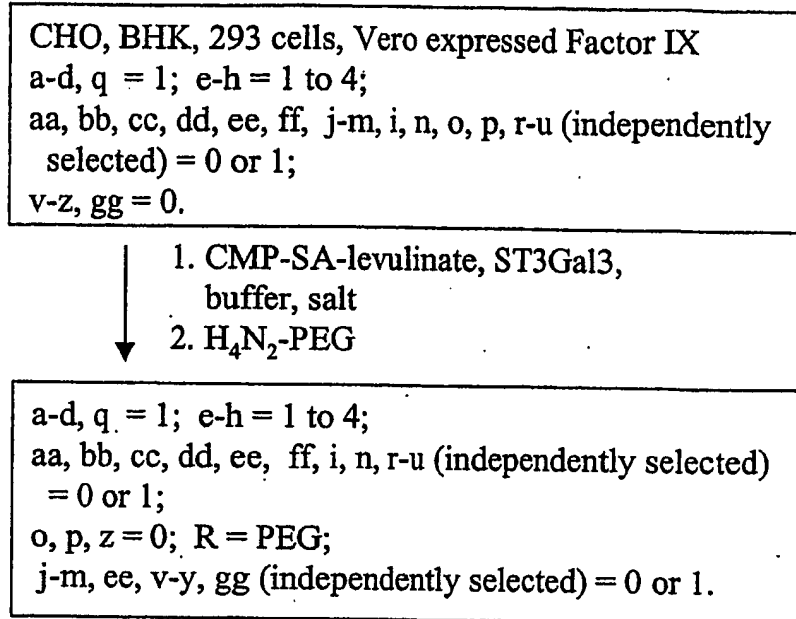 CHO, BHK, 293 cells, Vero expressed Factor IX
a-d, q = 1; e-h = 1 to 4;
aa, bb, cc, dd, ee, ff, j-m, i, n, o, p, r-u (independently
selected) = 0 or 1;
v-z, gg = 0.
1. CMP-SA-levulinate, ST3Gal3,
buffer, salt
2. H₄N₂-PEG
a-d, q = 1; e-h = 1 to 4;
aa, bb, cc, dd, ee, ff, i, n, r-u (independently selected)
= 0 or 1;
o, p, z = 0; R = PEG;
j-m, ee, v-y, gg (independently selected) = 0 or 1.